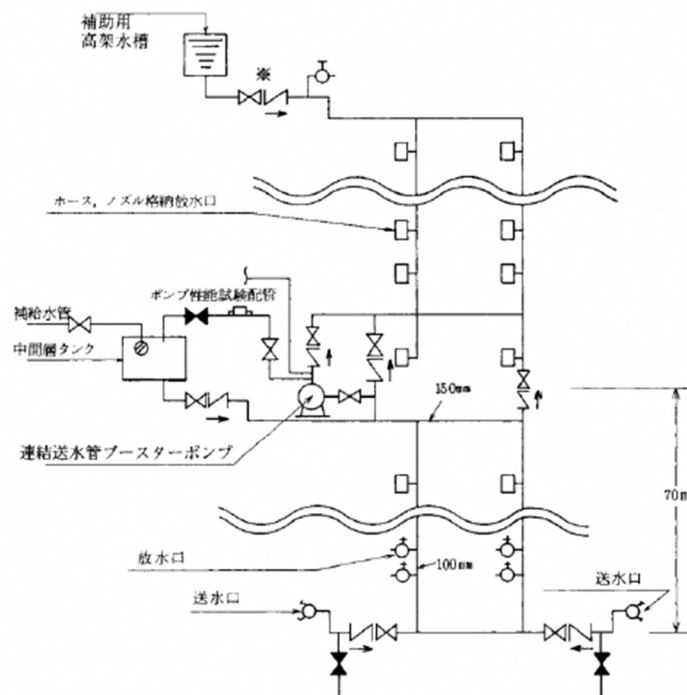 補助用
高架水槽
※
ホース，ノズル格納放水口
ポンプ性能試験配管
補給水管
中間層タンク
150mm
連結送水管ブースターポンプ
70m
放水口
100mm
送水口
送水口